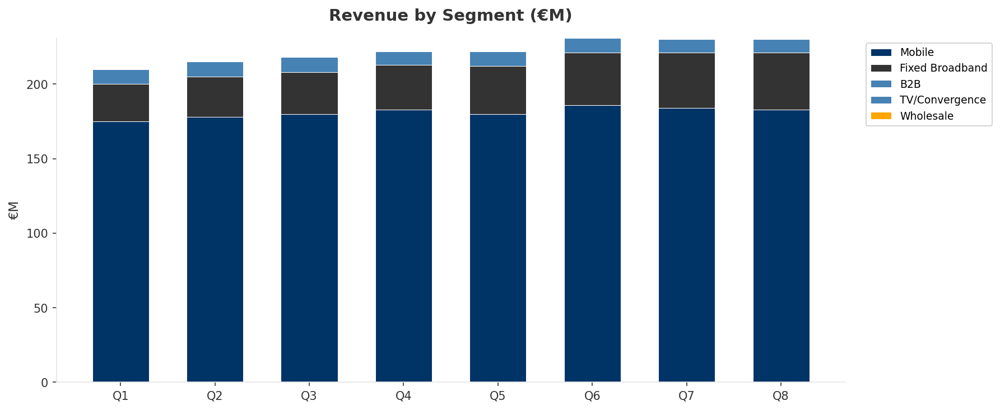 Revenue by Segment (€M)
€M
200
150
100
50
0
Q1 Q2 Q3 Q4 Q5 Q6 Q7 Q8
Mobile
Fixed Broadband
B2B
TV/Convergence
Wholesale